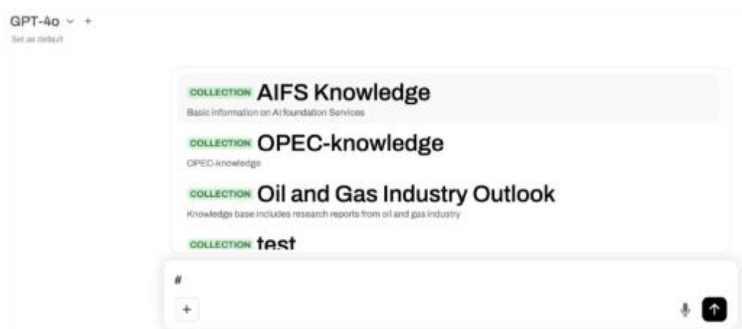 GPT-4o
Set as default
COLLECTION AIFS Knowledge
Basic information on AI foundation Services
COLLECTION OPEC-knowledge
OPEC-knowledge
COLLECTION Oil and Gas Industry Outlook
Knowledge base includes research reports from oil and gas industry
COLLECTION test
#